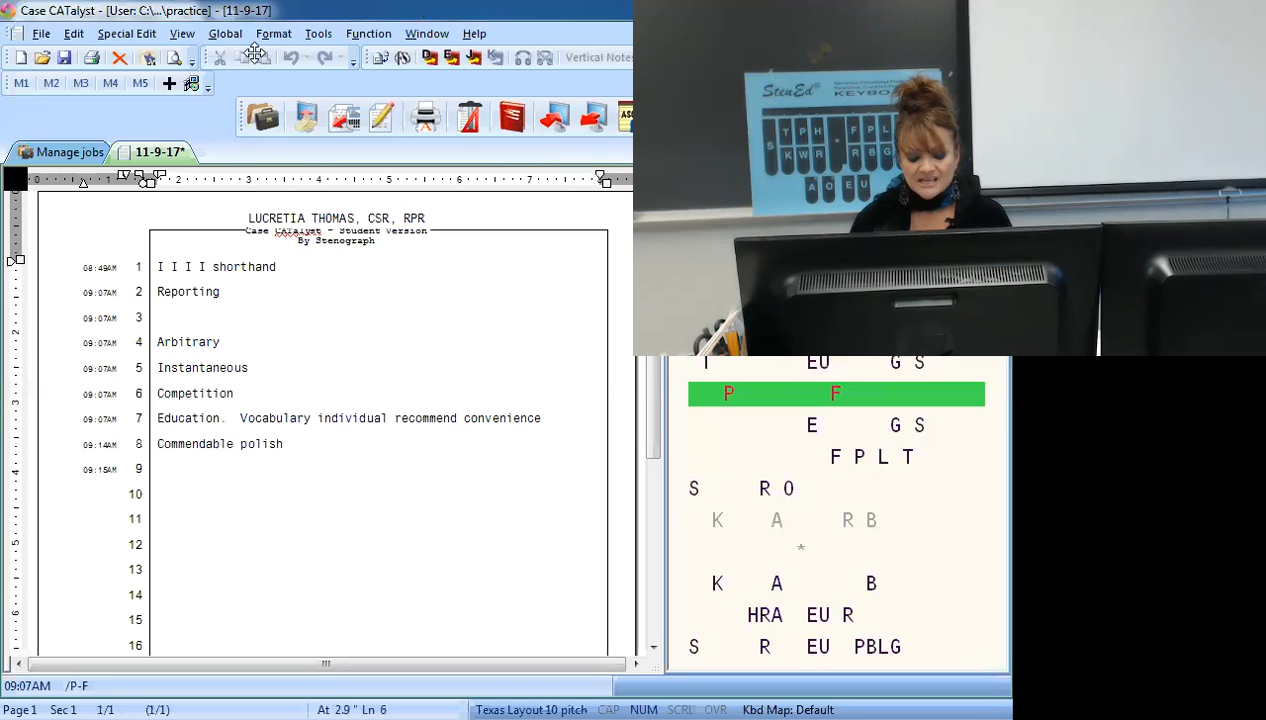 Case CATalyst - [User: C:\...\practice] - [11-9-17]
File Edit Special Edit View Global Format Tools Function Window Help
Vertical Notes
M1 M2 M3 M4 M5
Manage jobs 11-9-17*
LUCRETIA THOMAS, CSR, RPR
Case CATalyst - Student Version
By Stenograph
08:49AM 1 I I I I shorthand
09:07AM 2 Reporting
09:07AM 3
09:07AM 4 Arbitrary
09:07AM 5 Instantaneous
09:07AM 6 Competition
09:07AM 7 Education. Vocabulary individual recommend convenience
09:14AM 8 Commendable polish
09:15AM 9
10
11
12
13
14
15
16
StenEd®
KEYBOARD
S T P H * F P L
K W R R B G
A O E U
T EU G S
P F
E G S
F P L T
S R O
K A R B
*
K A B
HRA EU R
S R EU PBLG
09:07AM /P-F
Page 1 Sec 1 1/1 (1/1) At 2.9" Ln 6 Texas Layout 10 pitch CAP NUM SCRL OVR Kbd Map: Default